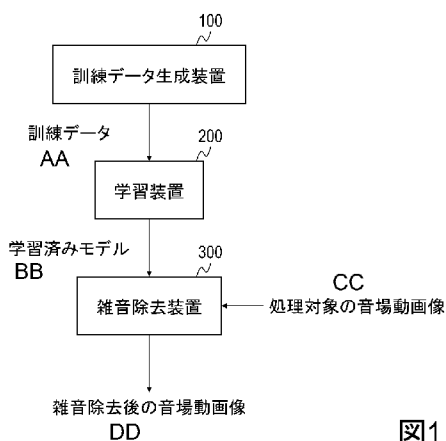 100
訓練データ生成装置
訓練データ
AA
200
学習装置
学習済みモデル
BB
300
雑音除去装置
CC
処理対象の音場動画像
雑音除去後の音場動画像
DD
図1